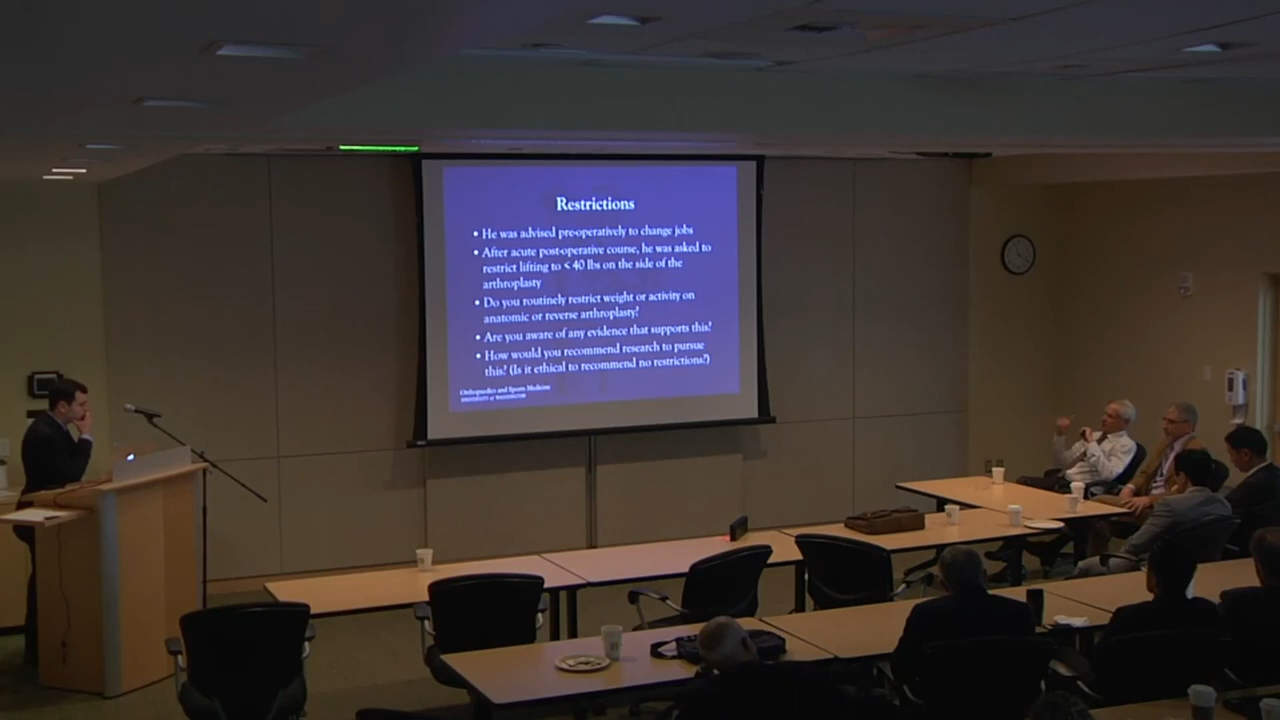 Restrictions
• He was advised pre-operatively to change jobs
• After acute post-operative course, he was asked to
restrict lifting to < 40 lbs on the side of the
arthroplasty
• Do you routinely restrict weight or activity on
anatomic or reverse arthroplasty?
• Are you aware of any evidence that supports this?
• How would you recommend research to pursue
this? (Is it ethical to recommend no restrictions?)
Orthopaedics and Sports Medicine
UNIVERSITY of WASHINGTON